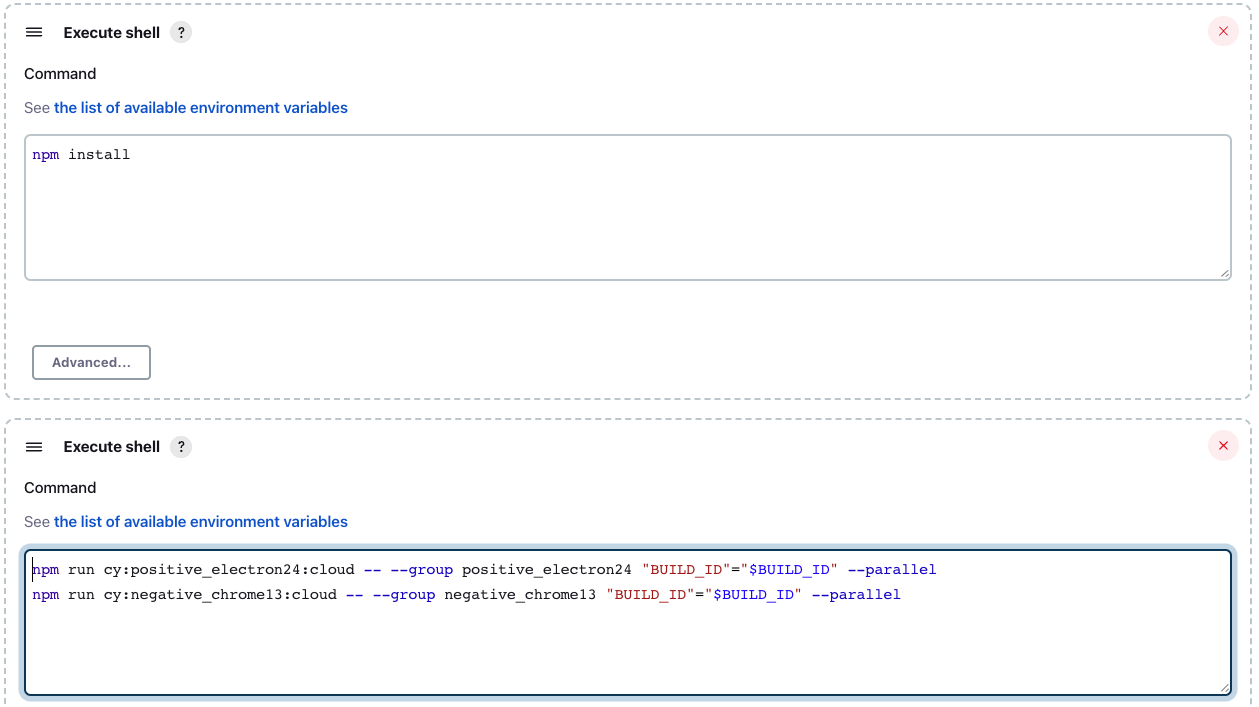 Execute shell ?
Command
See the list of available environment variables
npm install
Advanced...
Execute shell ?
Command
See the list of available environment variables
npm run cy:positive_electron24:cloud -- --group positive_electron24 "BUILD_ID"="$BUILD_ID" --parallel
npm run cy:negative_chrome13:cloud -- --group negative_chrome13 "BUILD_ID"="$BUILD_ID" --parallel